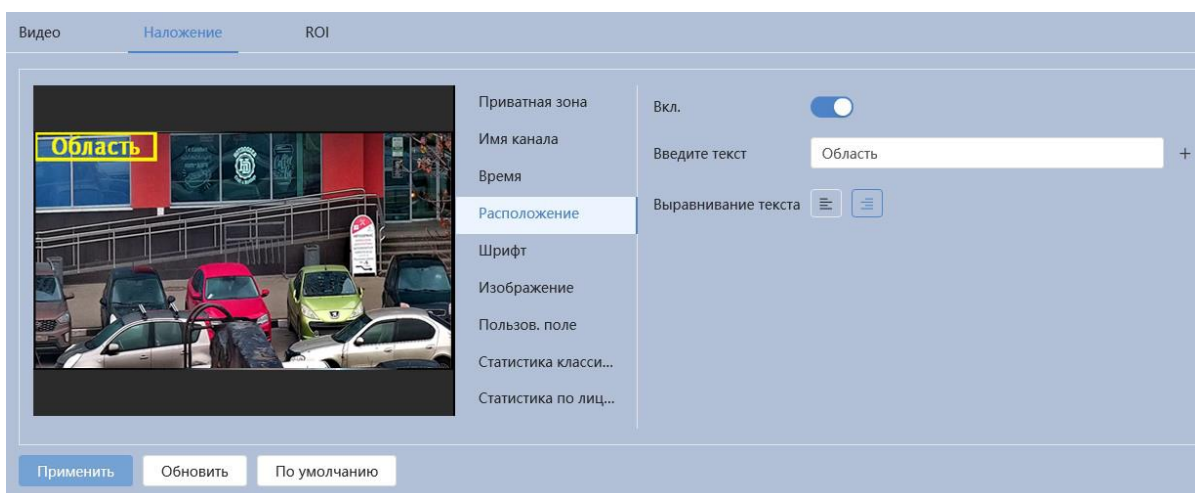 Видео Наложение ROI
Область
Приватная зона
Имя канала
Время
Расположение
Шрифт
Изображение
Пользов. поле
Статистика класси...
Статистика по лиц...
Вкл.
Введите текст Область +
Выравнивание текста
Применить Обновить По умолчанию